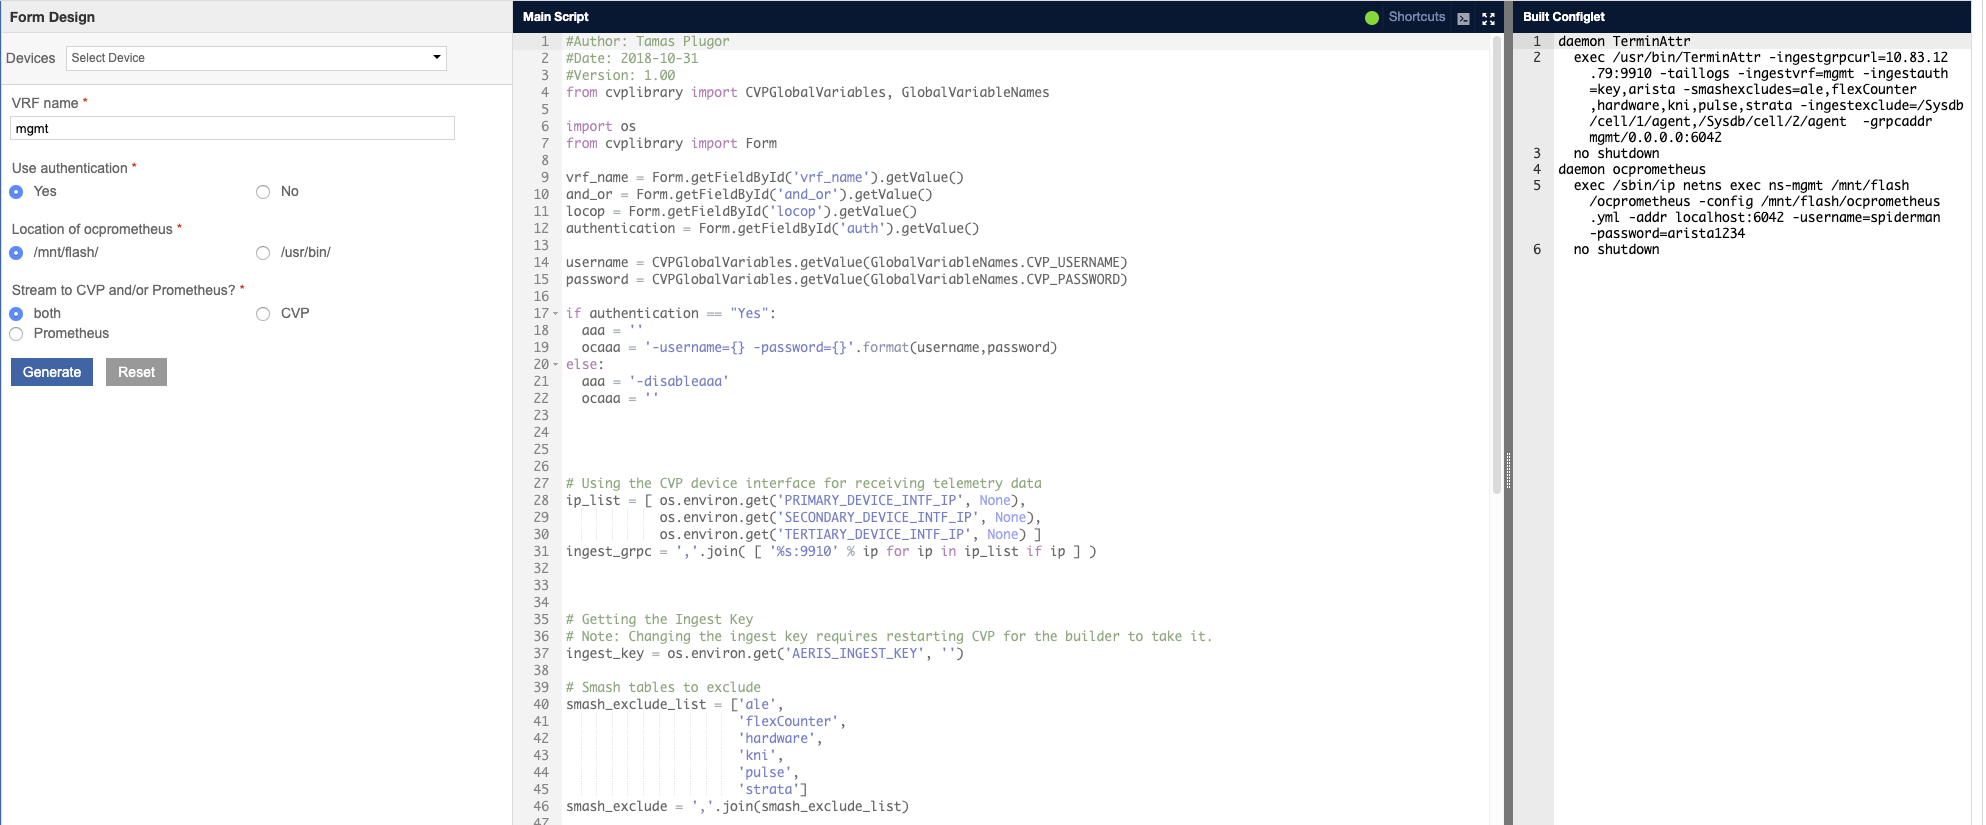 Form Design
Devices Select Device
VRF name *
mgmt
Use authentication *
Yes No
Location of ocprometheus *
/mnt/flash/ /usr/bin/
Stream to CVP and/or Prometheus? *
both CVP
Prometheus
Generate Reset
Main Script Shortcuts
1 #Author: Tamas Plugor
2 #Date: 2018-10-31
3 #Version: 1.00
4 from cvplibrary import CVPGlobalVariables, GlobalVariableNames
5
6 import os
7 from cvplibrary import Form
8
9 vrf_name = Form.getFieldById('vrf_name').getValue()
10 and_or = Form.getFieldById('and_or').getValue()
11 locop = Form.getFieldById('locop').getValue()
12 authentication = Form.getFieldById('auth').getValue()
13
14 username = CVPGlobalVariables.getValue(GlobalVariableNames.CVP_USERNAME)
15 password = CVPGlobalVariables.getValue(GlobalVariableNames.CVP_PASSWORD)
16
17 if authentication == "Yes":
18   aaa = ''
19   ocaaa = '-username={} -password={}'.format(username,password)
20 else:
21   aaa = '-disableaaa'
22   ocaaa = ''
23
24
25
26
27 # Using the CVP device interface for receiving telemetry data
28 ip_list = [ os.environ.get('PRIMARY_DEVICE_INTF_IP', None),
29             os.environ.get('SECONDARY_DEVICE_INTF_IP', None),
30             os.environ.get('TERTIARY_DEVICE_INTF_IP', None) ]
31 ingest_grpc = ','.join( [ '%s:9910' % ip for ip in ip_list if ip ] )
32
33
34
35 # Getting the Ingest Key
36 # Note: Changing the ingest key requires restarting CVP for the builder to take it.
37 ingest_key = os.environ.get('AERIS_INGEST_KEY', '')
38
39 # Smash tables to exclude
40 smash_exclude_list = ['ale',
41                       'flexCounter',
42                       'hardware',
43                       'kni',
44                       'pulse',
45                       'strata']
46 smash_exclude = ','.join(smash_exclude_list)
47
Built Configlet
1 daemon TerminAttr
2   exec /usr/bin/TerminAttr -ingestgrpcurl=10.83.12
.79:9910 -taillogs -ingestvrf=mgmt -ingestauth
=key,arista -smashexcludes=ale,flexCounter
,hardware,kni,pulse,strata -ingestexclude=/Sysdb
/cell/1/agent,/Sysdb/cell/2/agent  -grpcaddr
mgmt/0.0.0.0:6042
3   no shutdown
4 daemon ocprometheus
5   exec /sbin/ip netns exec ns-mgmt /mnt/flash
/ocprometheus -config /mnt/flash/ocprometheus
.yml -addr localhost:6042 -username=spiderman
-password=arista1234
6   no shutdown